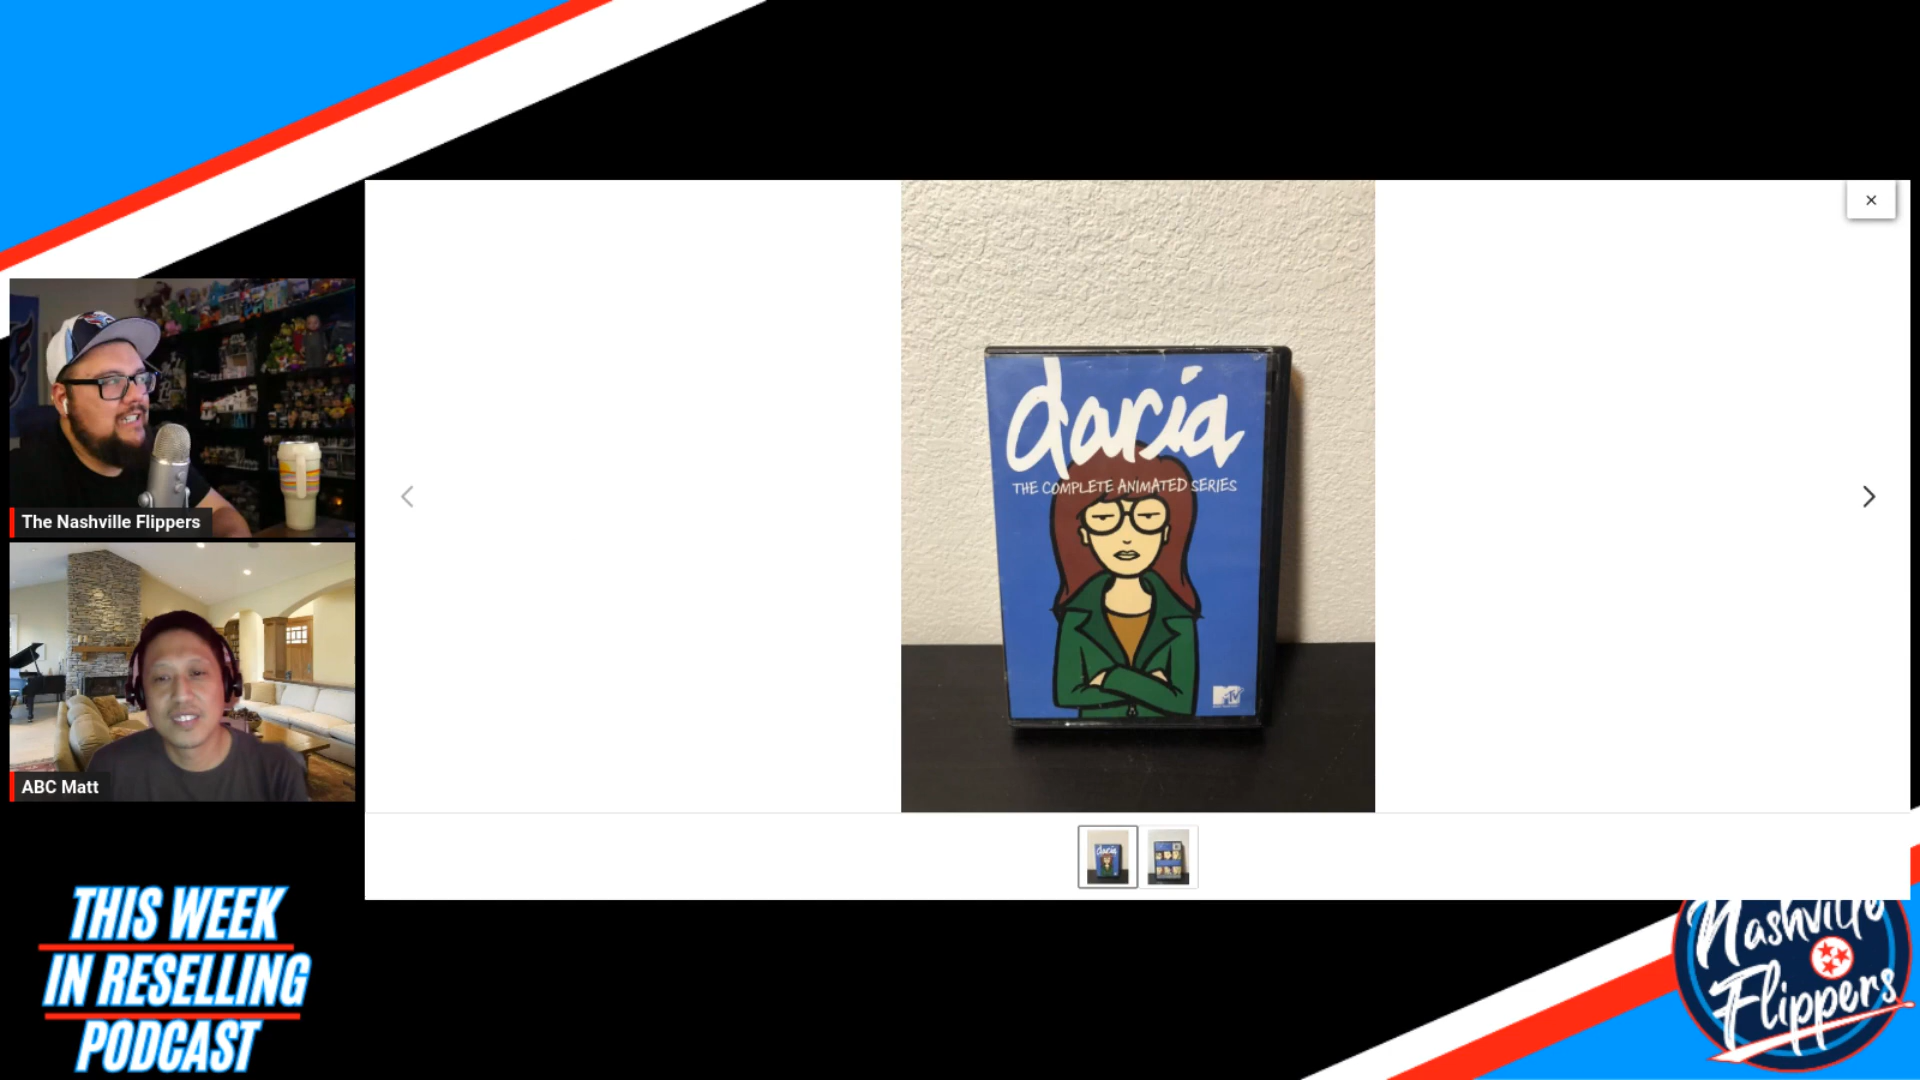 daria
THE COMPLETE ANIMATED SERIES
MTV
The Nashville Flippers
ABC Matt
THIS WEEK
IN RESELLING
PODCAST
Nashville
Flippers